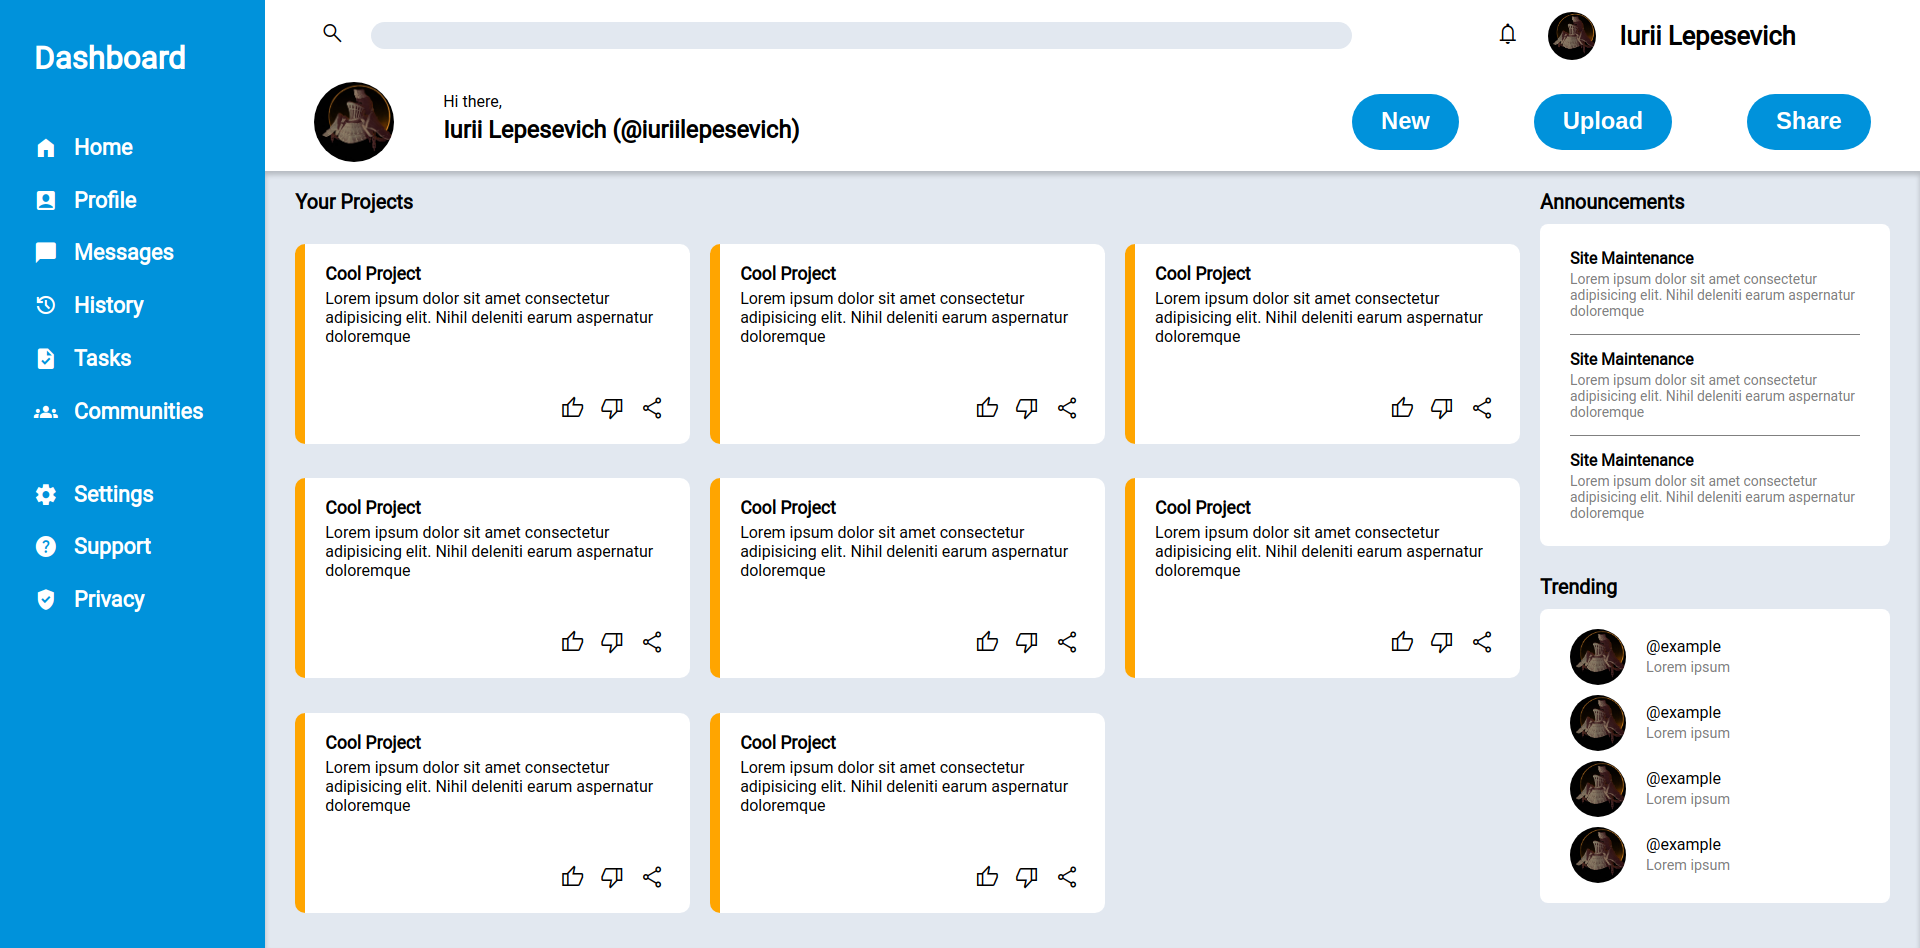 Dashboard
Home
Profile
Messages
History
Tasks
Communities
Settings
Support
Privacy
Iurii Lepesevich
Hi there,
Iurii Lepesevich (@iuriilepesevich)
New
Upload
Share
Your Projects
Cool Project
Lorem ipsum dolor sit amet consectetur
adipisicing elit. Nihil deleniti earum aspernatur
doloremque
Cool Project
Lorem ipsum dolor sit amet consectetur
adipisicing elit. Nihil deleniti earum aspernatur
doloremque
Cool Project
Lorem ipsum dolor sit amet consectetur
adipisicing elit. Nihil deleniti earum aspernatur
doloremque
Cool Project
Lorem ipsum dolor sit amet consectetur
adipisicing elit. Nihil deleniti earum aspernatur
doloremque
Cool Project
Lorem ipsum dolor sit amet consectetur
adipisicing elit. Nihil deleniti earum aspernatur
doloremque
Cool Project
Lorem ipsum dolor sit amet consectetur
adipisicing elit. Nihil deleniti earum aspernatur
doloremque
Cool Project
Lorem ipsum dolor sit amet consectetur
adipisicing elit. Nihil deleniti earum aspernatur
doloremque
Cool Project
Lorem ipsum dolor sit amet consectetur
adipisicing elit. Nihil deleniti earum aspernatur
doloremque
Announcements
Site Maintenance
Lorem ipsum dolor sit amet consectetur
adipisicing elit. Nihil deleniti earum aspernatur
doloremque
Site Maintenance
Lorem ipsum dolor sit amet consectetur
adipisicing elit. Nihil deleniti earum aspernatur
doloremque
Site Maintenance
Lorem ipsum dolor sit amet consectetur
adipisicing elit. Nihil deleniti earum aspernatur
doloremque
Trending
@example
Lorem ipsum
@example
Lorem ipsum
@example
Lorem ipsum
@example
Lorem ipsum